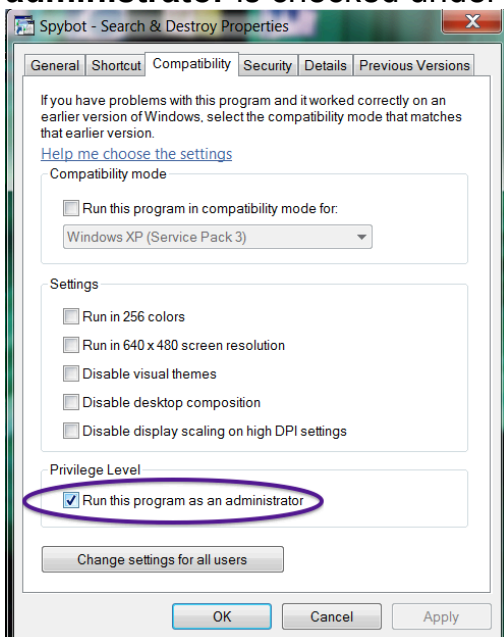 administrator is checked under
Spybot - Search & Destroy Properties
General Shortcut Compatibility Security Details Previous Versions
If you have problems with this program and it worked correctly on an
earlier version of Windows, select the compatibility mode that matches
that earlier version.
Help me choose the settings
Compatibility mode
Run this program in compatibility mode for:
Windows XP (Service Pack 3)
Settings
Run in 256 colors
Run in 640 x 480 screen resolution
Disable visual themes
Disable desktop composition
Disable display scaling on high DPI settings
Privilege Level
Run this program as an administrator
Change settings for all users
OK Cancel Apply